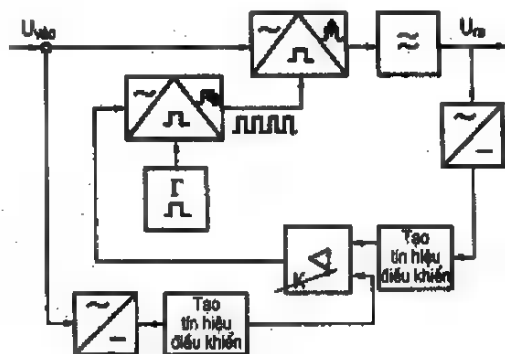 Uvào
Ura
Γ
K
Tạo
tín hiệu
điều khiển
Tạo
tín hiệu
điều khiển